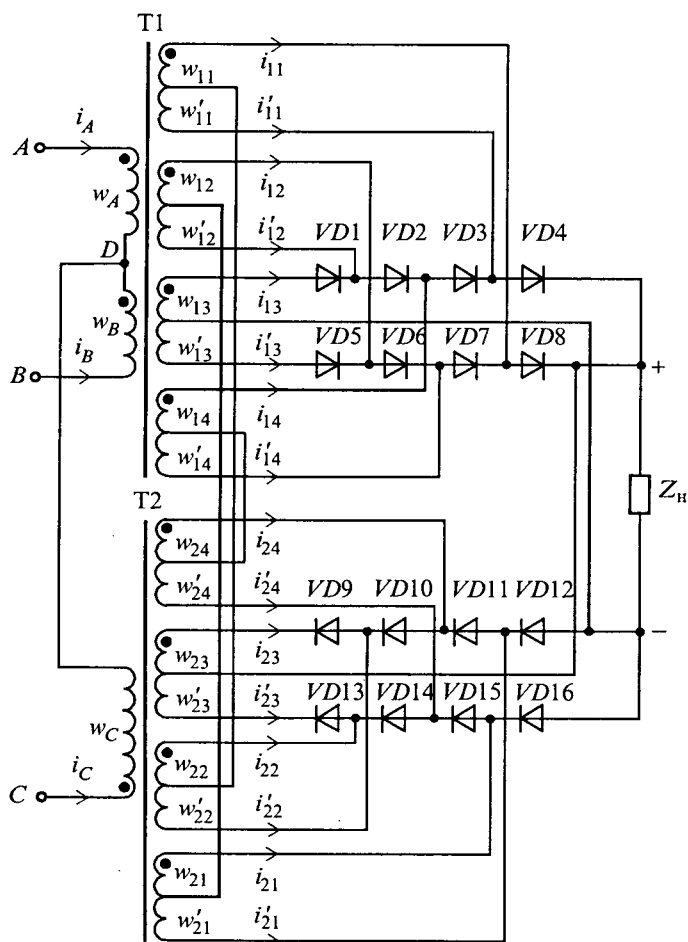 T1
w₁₁ i₁₁
w′₁₁ i′₁₁
A i_A
w_A
w₁₂ i₁₂
w′₁₂ i′₁₂
D
VD1 VD2 VD3 VD4
w₁₃ i₁₃
w_B
w′₁₃ i′₁₃
VD5 VD6 VD7 VD8
B i_B
+
w₁₄ i₁₄
w′₁₄ i′₁₄
Z_H
T2
w₂₄ i₂₄
w′₂₄ i′₂₄
VD9 VD10 VD11 VD12
w₂₃ i₂₃
−
w′₂₃ i′₂₃
VD13 VD14 VD15 VD16
w_C
w₂₂ i₂₂
C i_C
w′₂₂ i′₂₂
w₂₁ i₂₁
w′₂₁ i′₂₁